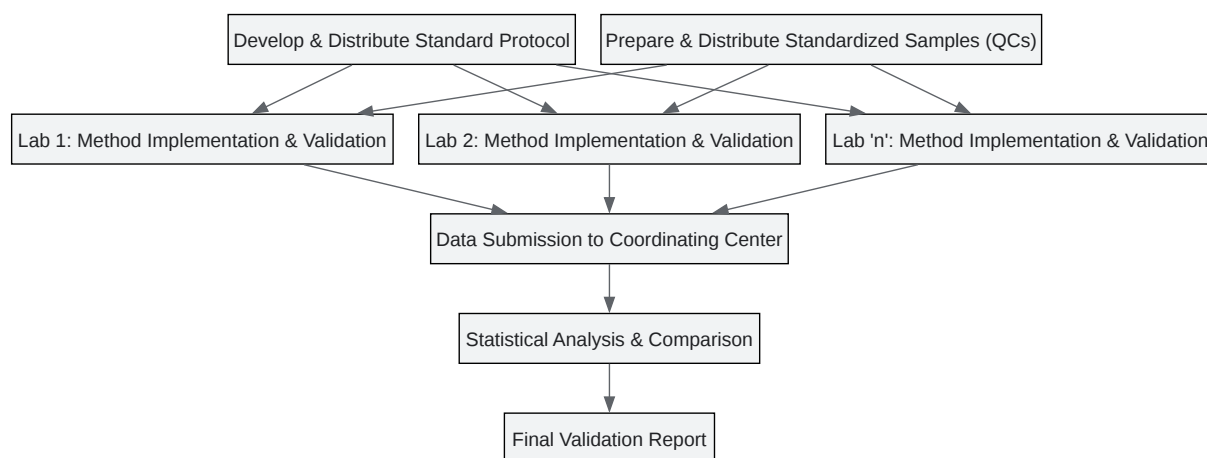 Develop & Distribute Standard Protocol
Prepare & Distribute Standardized Samples (QCs)
Lab 1: Method Implementation & Validation
Lab 2: Method Implementation & Validation
Lab 'n': Method Implementation & Validation
Data Submission to Coordinating Center
Statistical Analysis & Comparison
Final Validation Report